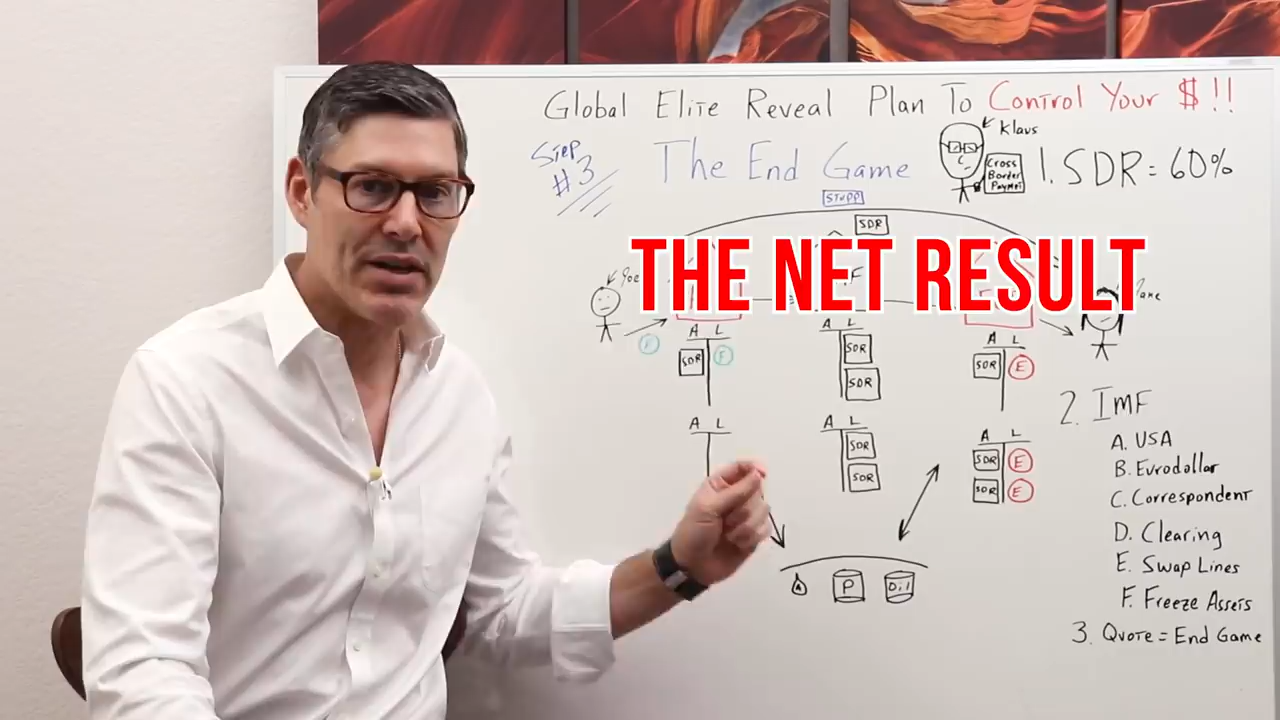 Global Elite Reveal Plan To Control Your $!!
Step #3
The End Game
Klaus
Cross Border Paymet
1. SDR = 60%
SDR
THE NET RESULT
Joe
F
A L
SDR F
A L
SDR
SDR
A L
SDR E
A L
A L
SDR
SDR
A L
SDR E
SDR E
P
Oil
2. IMF
A. USA
B. Eurodollar
C. Correspondent
D. Clearing
E. Swap Lines
F. Freeze Assets
3. Quote = End Game